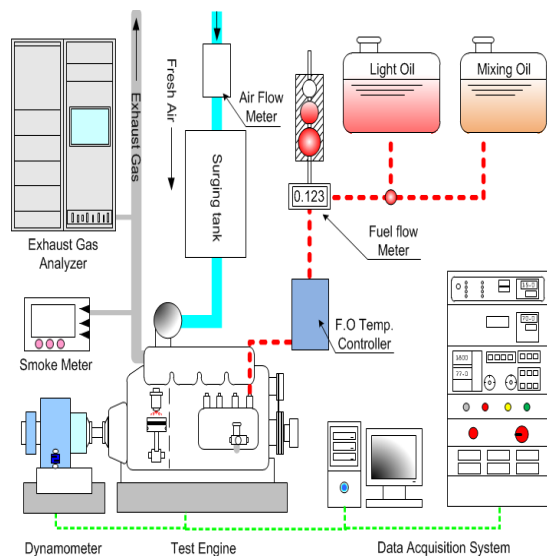 Exhaust Gas
Fresh Air
Air Flow
Meter
Surging tank
Light Oil
Mixing Oil
0.123
Fuel flow
Meter
Exhaust Gas
Analyzer
F.O Temp.
Controller
Smoke Meter
1600
Dynamometer
Test Engine
Data Acquisition System